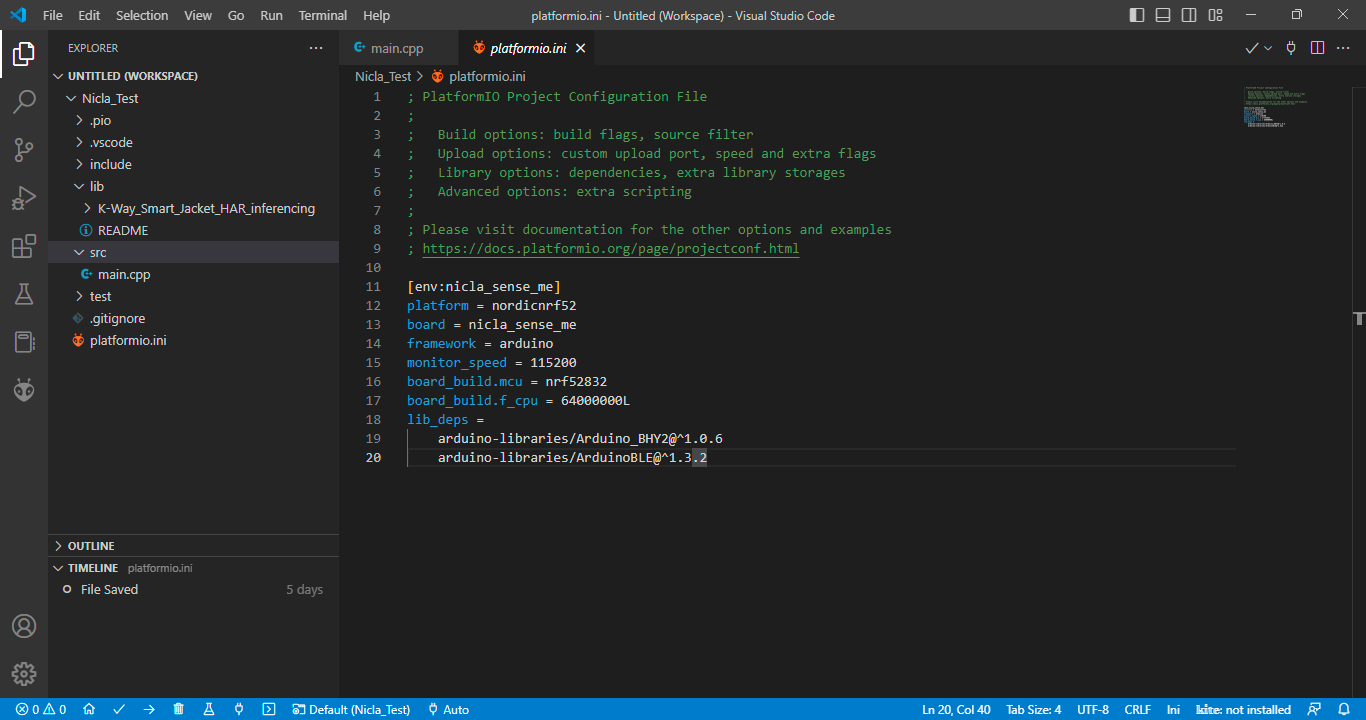 File Edit Selection View Go Run Terminal Help
platformio.ini - Untitled (Workspace) - Visual Studio Code
EXPLORER
UNTITLED (WORKSPACE)
Nicla_Test
.pio
.vscode
include
lib
K-Way_Smart_Jacket_HAR_inferencing
README
src
main.cpp
test
.gitignore
platformio.ini
OUTLINE
TIMELINE platformio.ini
File Saved 5 days
main.cpp platformio.ini
Nicla_Test > platformio.ini
1 ; PlatformIO Project Configuration File
2 ;
3 ;   Build options: build flags, source filter
4 ;   Upload options: custom upload port, speed and extra flags
5 ;   Library options: dependencies, extra library storages
6 ;   Advanced options: extra scripting
7 ;
8 ; Please visit documentation for the other options and examples
9 ; https://docs.platformio.org/page/projectconf.html
10
11 [env:nicla_sense_me]
12 platform = nordicnrf52
13 board = nicla_sense_me
14 framework = arduino
15 monitor_speed = 115200
16 board_build.mcu = nrf52832
17 board_build.f_cpu = 64000000L
18 lib_deps =
19     arduino-libraries/Arduino_BHY2@^1.0.6
20     arduino-libraries/ArduinoBLE@^1.3.2
0 0 Default (Nicla_Test) Auto Ln 20, Col 40 Tab Size: 4 UTF-8 CRLF Ini kite: not installed